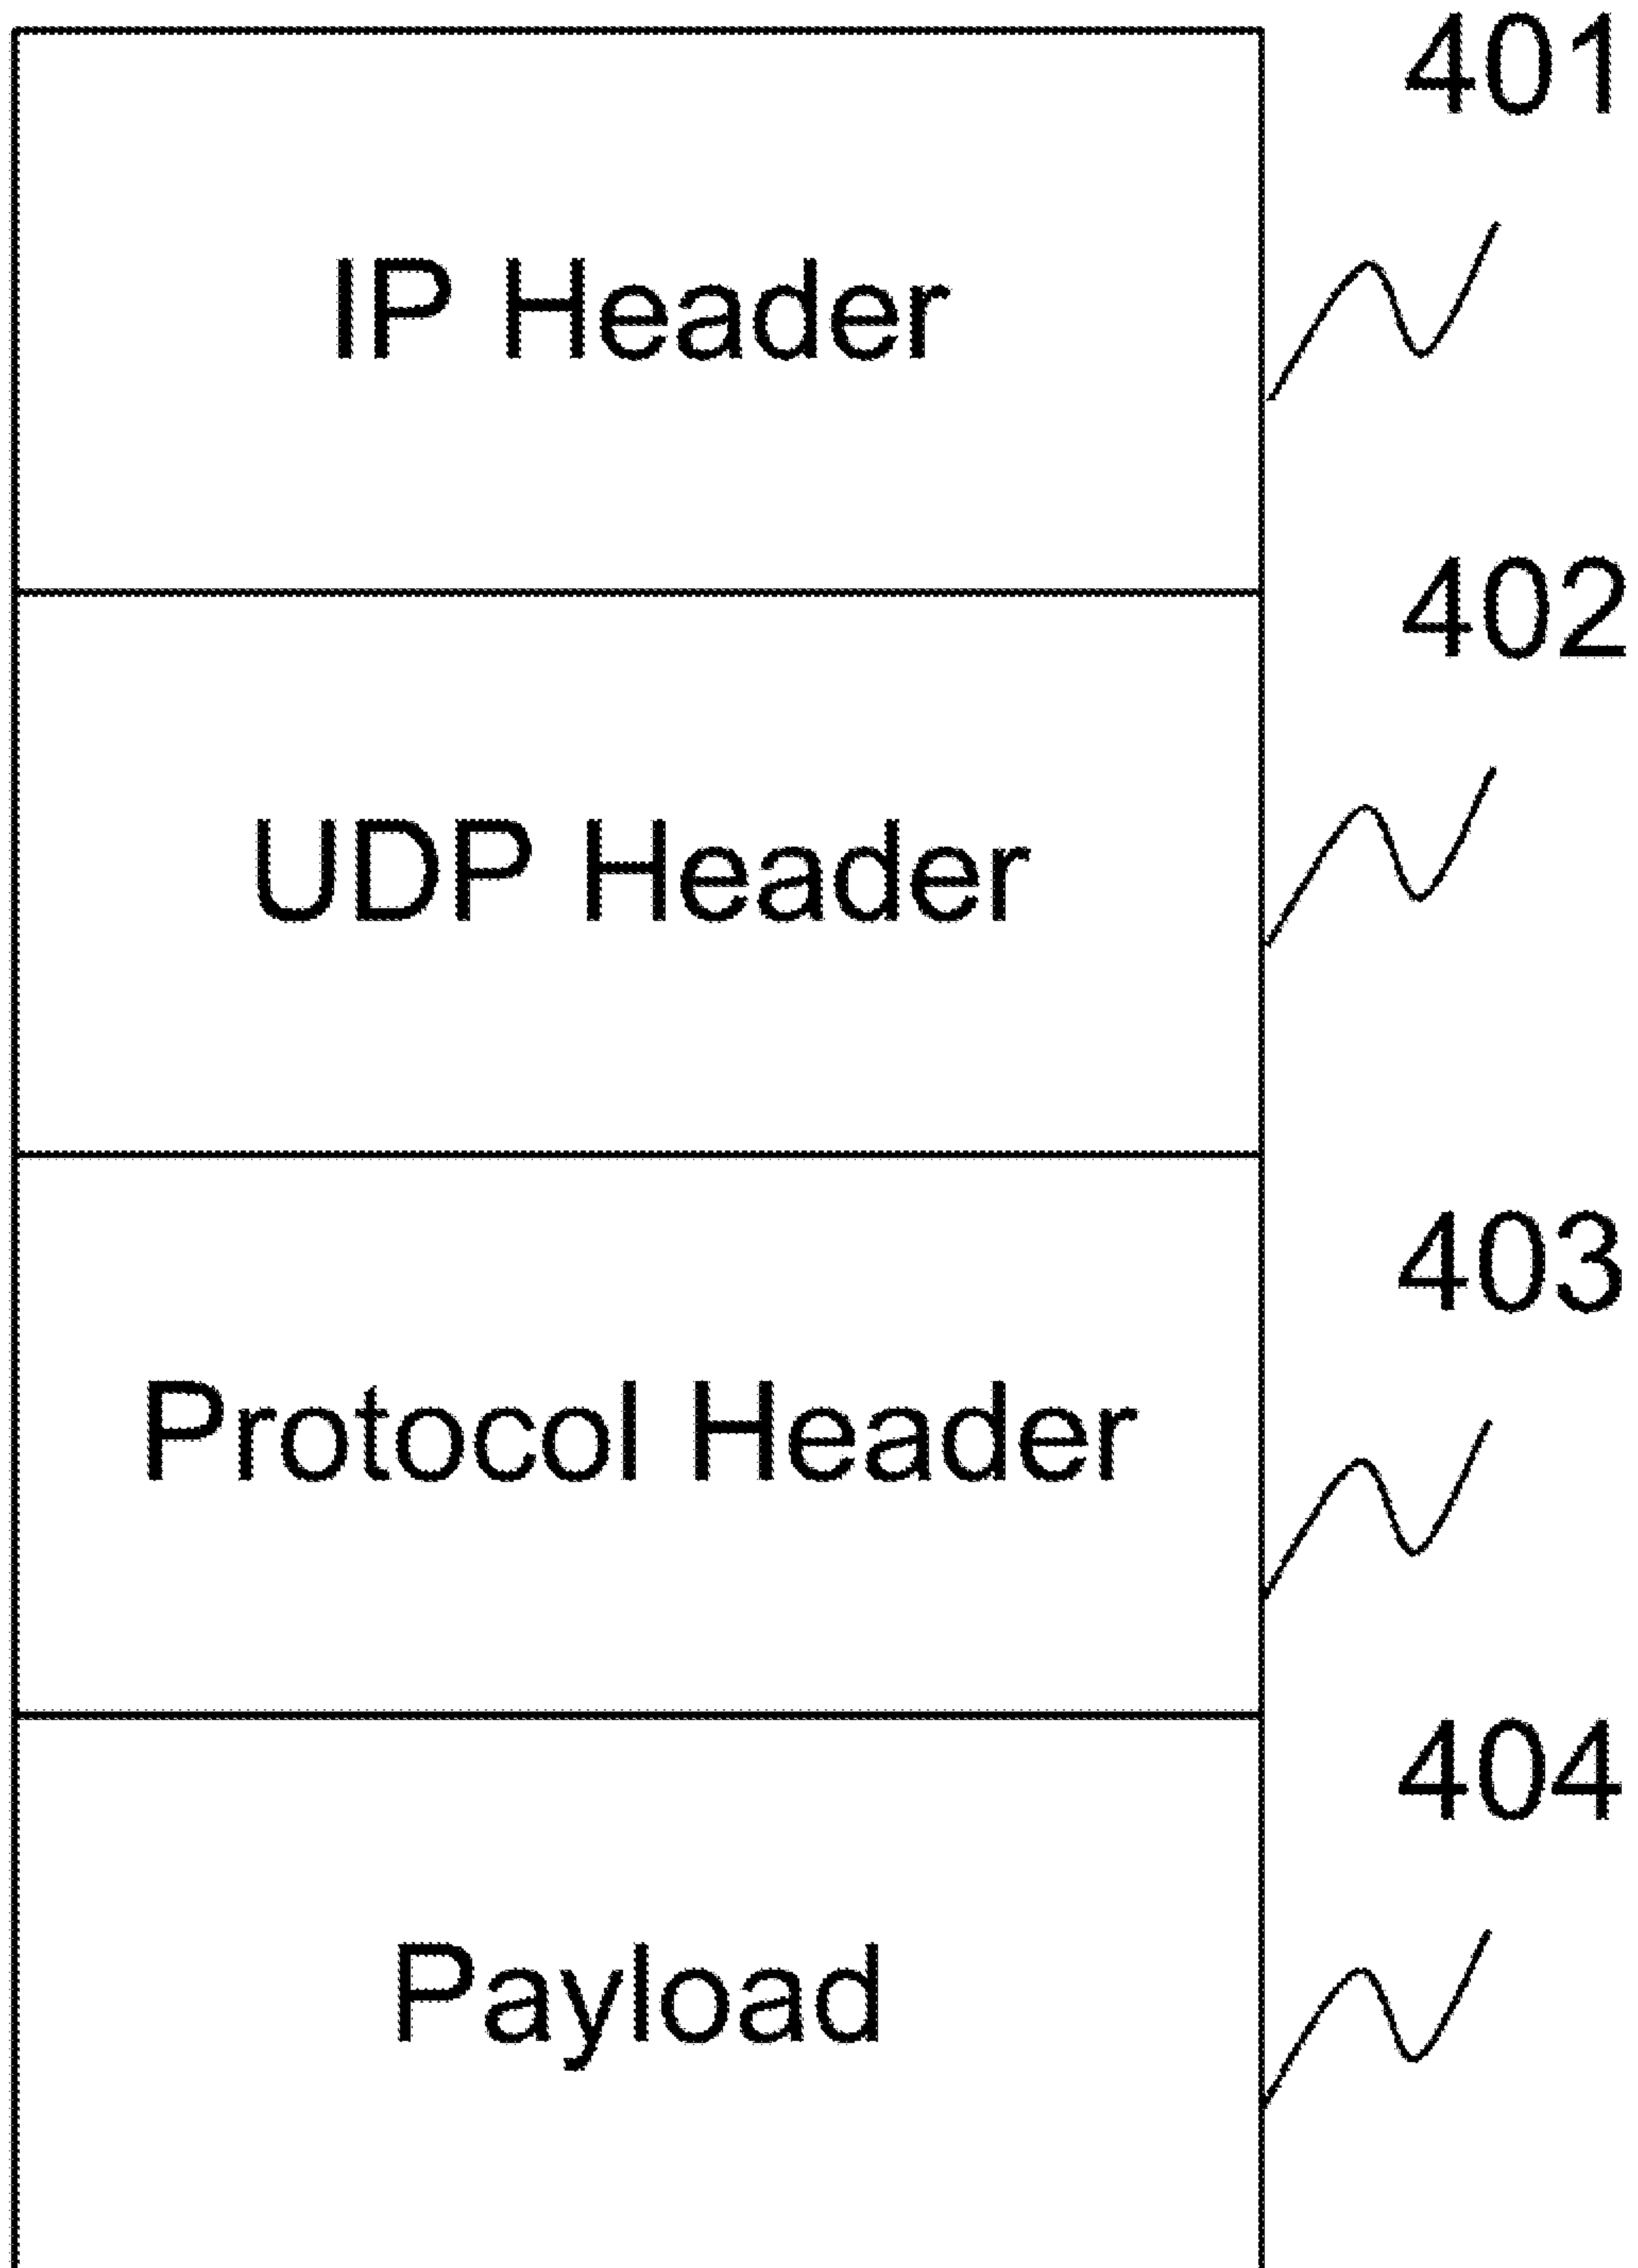 401
IP Header
402
UDP Header
403
Protocol Header
404
Payload